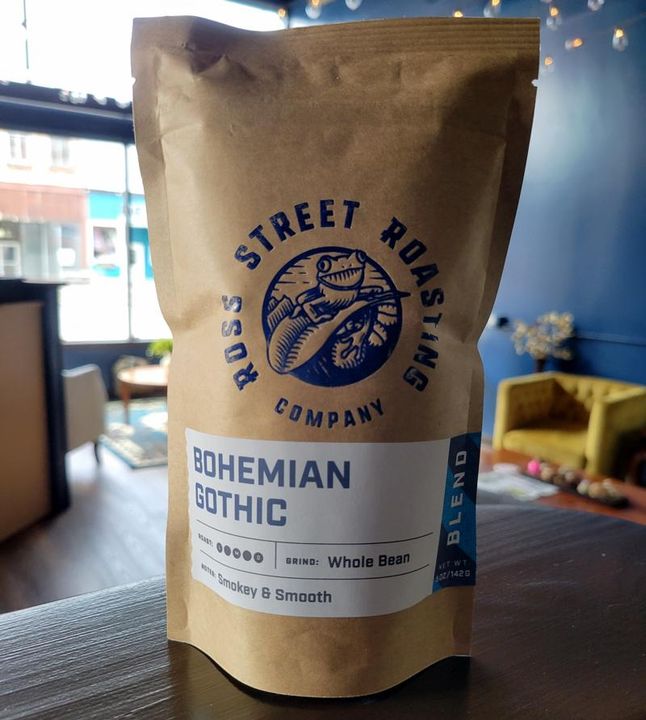 ROSS STREET ROASTING
COMPANY
BOHEMIAN
GOTHIC
BLEND
ROAST:
GRIND: Whole Bean
NOTES: Smokey & Smooth
NET WT
5OZ/142G